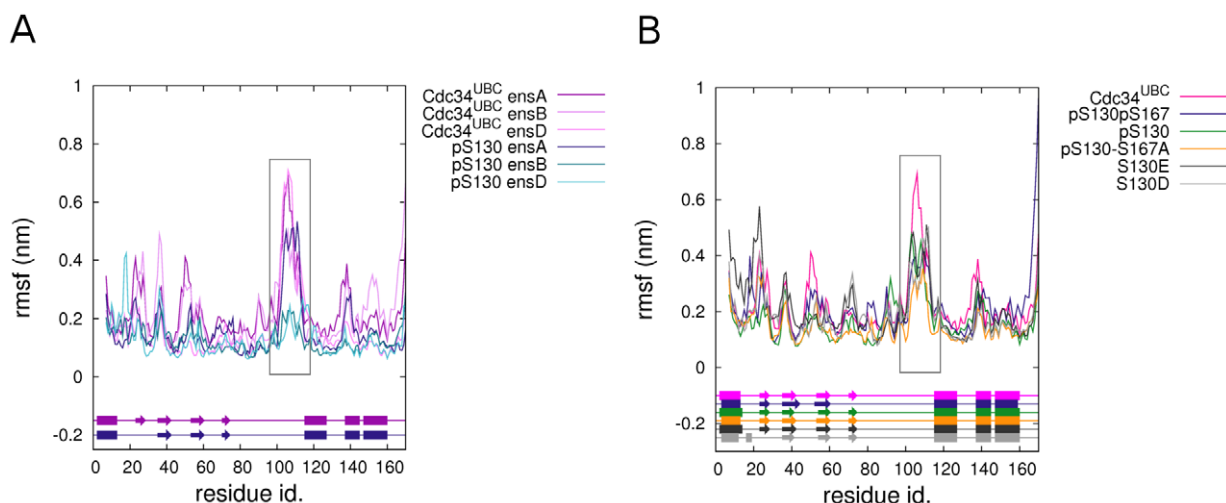 A
B
1
0.8
0.6
0.4
0.2
0
-0.2
rmsf (nm)
0 20 40 60 80 100 120 140 160
residue id.
Cdc34UBC ensA
Cdc34UBC ensB
Cdc34UBC ensD
pS130 ensA
pS130 ensB
pS130 ensD
1
0.8
0.6
0.4
0.2
0
-0.2
rmsf (nm)
0 20 40 60 80 100 120 140 160
residue id.
Cdc34UBC
pS130pS167
pS130
pS130-S167A
S130E
S130D